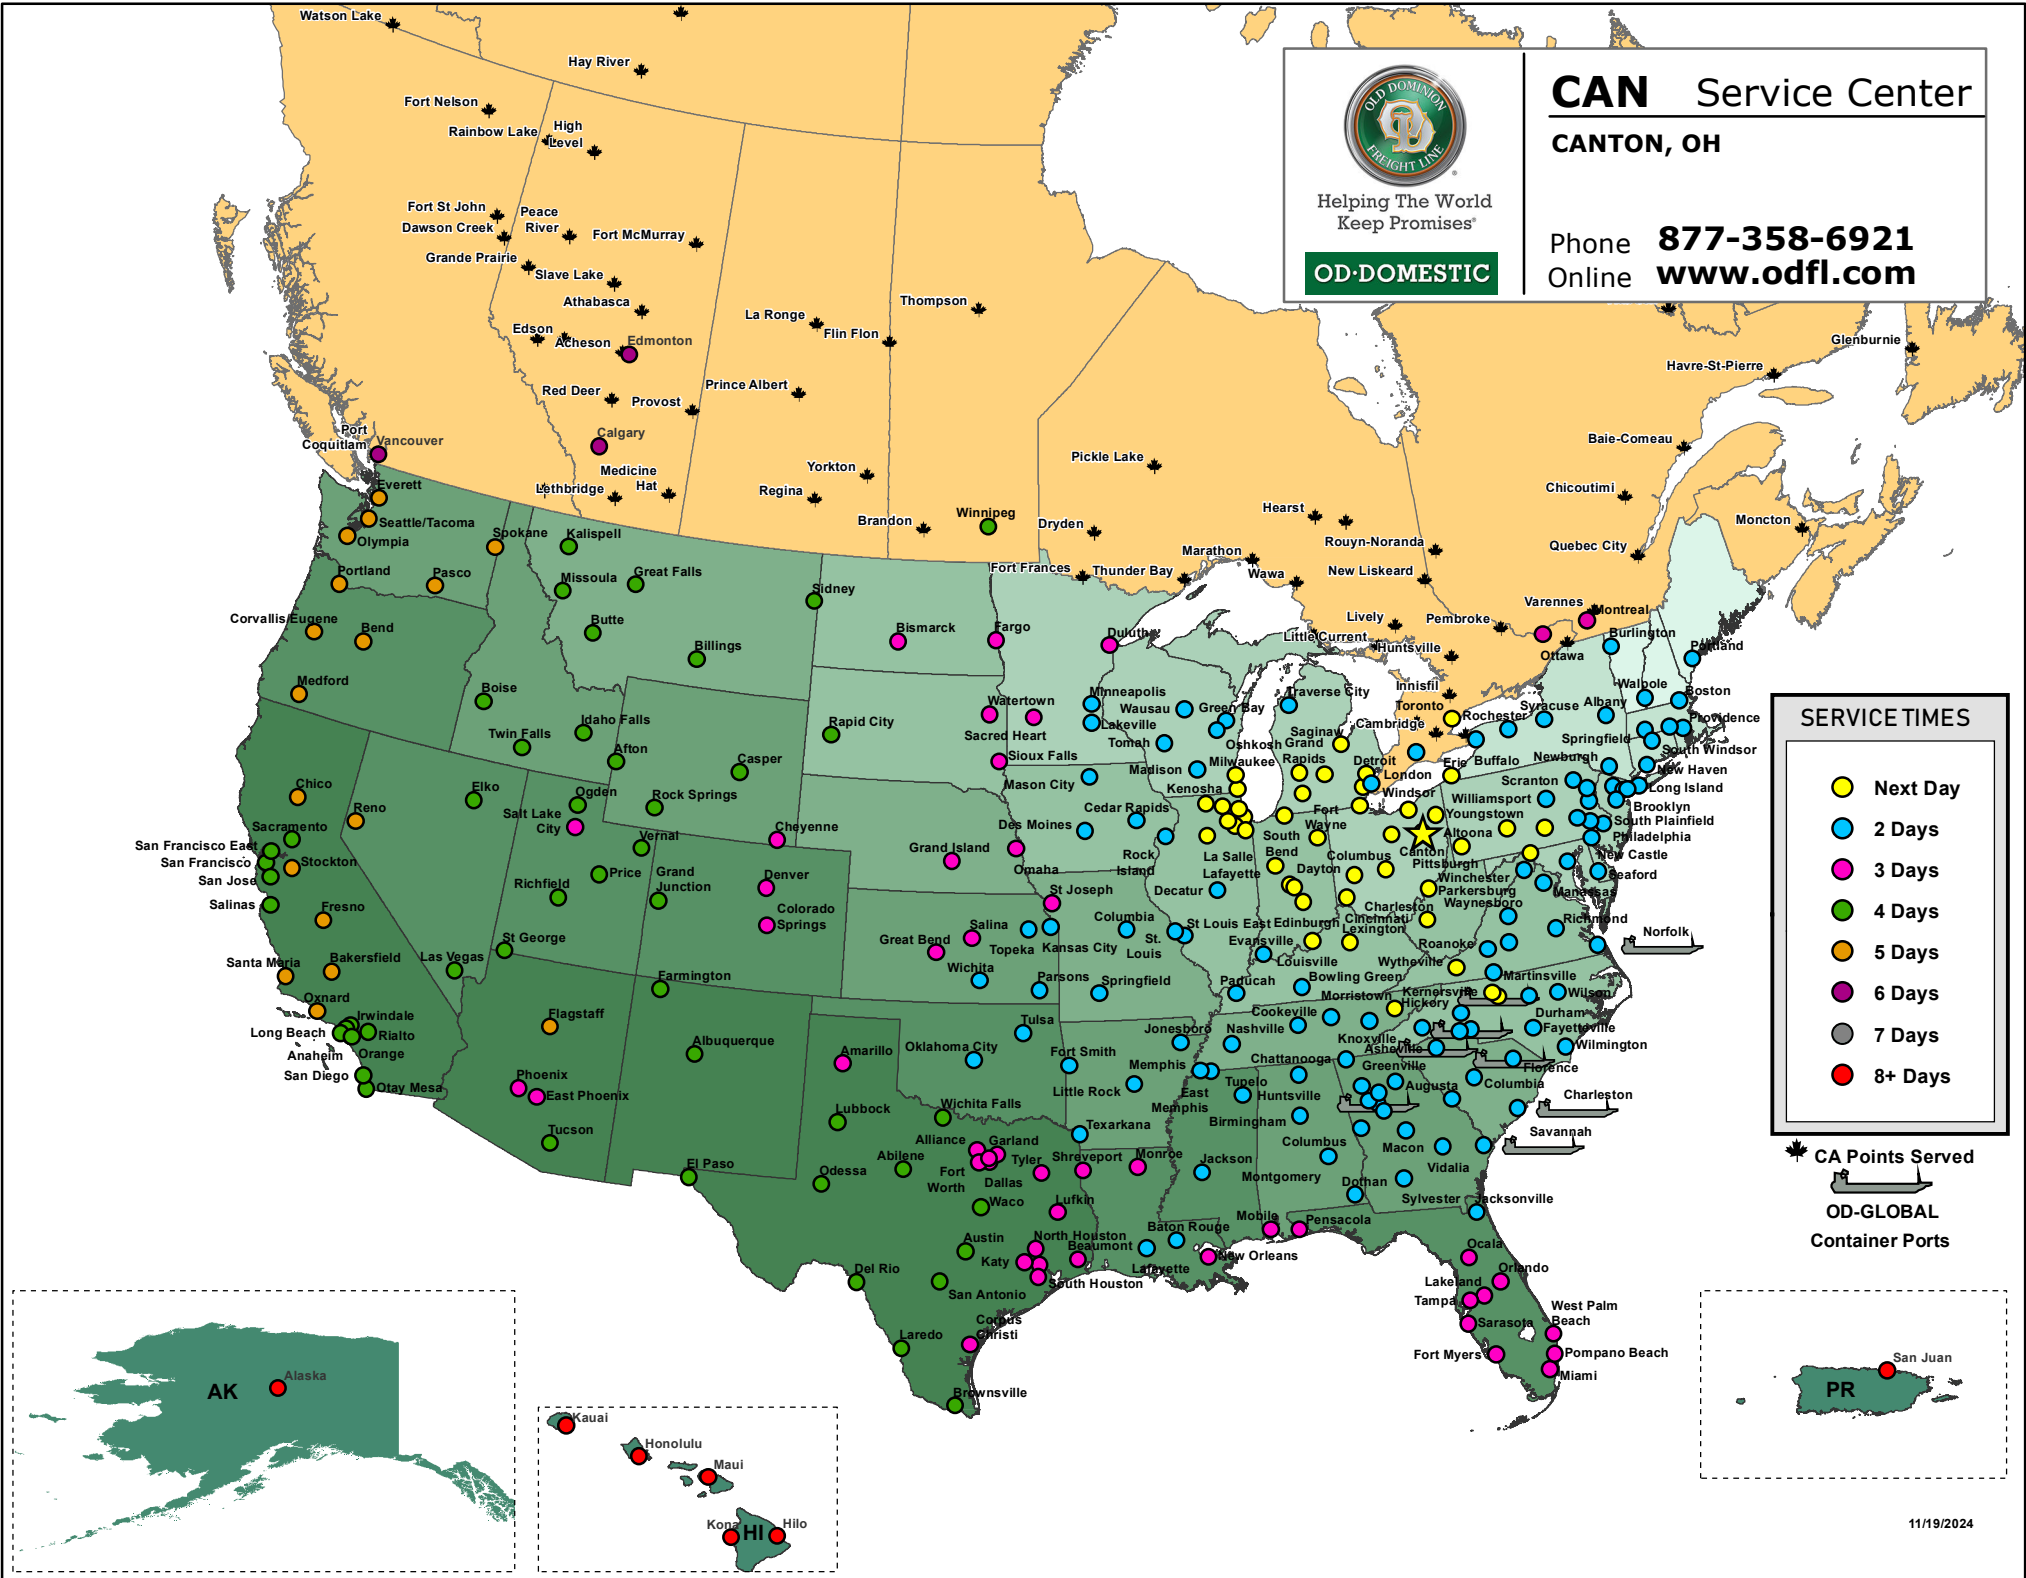 Watson Lake
Hay River
Fort Nelson
Rainbow Lake
High
Level
Fort St John
Dawson Creek
Peace
River
Fort McMurray
Grande Prairie
Slave Lake
Athabasca
Edson
Acheson
Edmonton
La Ronge
Flin Flon
Thompson
Red Deer
Provost
Prince Albert
Port
Coquitlam
Vancouver
Calgary
Medicine
Hat
Lethbridge
Yorkton
Regina
Brandon
Winnipeg
Dryden
Pickle Lake
Fort Frances
Thunder Bay
Marathon
Wawa
Hearst
Rouyn-Noranda
New Liskeard
Lively
Little Current
Pembroke
Huntsville
Innisfil
Toronto
Cambridge
Varennes
Montreal
Ottawa
Glenburnie
Havre-St-Pierre
Baie-Comeau
Chicoutimi
Quebec City
Moncton
OLD DOMINION
FREIGHT LINE
Helping The World
Keep Promises®
OD·DOMESTIC
CAN Service Center
CANTON, OH
Phone 877-358-6921
Online www.odfl.com
Everett
Seattle/Tacoma
Olympia
Spokane
Portland
Pasco
Corvallis/Eugene
Bend
Medford
Kalispell
Missoula
Great Falls
Butte
Billings
Sidney
Boise
Idaho Falls
Twin Falls
Afton
Casper
Rock Springs
Cheyenne
Chico
Reno
Elko
Ogden
Salt Lake
City
Vernal
Sacramento
San Francisco East
San Francisco
San Jose
Stockton
Salinas
Fresno
Richfield
Price
Grand
Junction
Denver
Colorado
Springs
St George
Las Vegas
Santa Maria
Bakersfield
Oxnard
Irwindale
Long Beach
Rialto
Anaheim
Orange
San Diego
Otay Mesa
Flagstaff
Phoenix
East Phoenix
Tucson
Farmington
Albuquerque
El Paso
Bismarck
Fargo
Duluth
Rapid City
Watertown
Sacred Heart
Sioux Falls
Minneapolis
Lakeville
Wausau
Green Bay
Tomah
Oshkosh
Madison
Milwaukee
Kenosha
Mason City
Cedar Rapids
Des Moines
Rock
Island
Grand Island
Omaha
St Joseph
Salina
Great Bend
Topeka
Kansas City
Wichita
Parsons
Columbia
St.
Louis
St Louis East
Springfield
La Salle
Lafayette
Decatur
Traverse City
Saginaw
Grand
Rapids
Detroit
London
Windsor
South
Bend
Fort
Wayne
Edinburgh
Evansville
Louisville
Dayton
Columbus
Cincinnati
Lexington
Canton
Youngstown
Erie
Buffalo
Rochester
Syracuse
Albany
Burlington
Portland
Walpole
Boston
Providence
Springfield
South Windsor
New Haven
Long Island
Newburgh
Scranton
Brooklyn
South Plainfield
Philadelphia
New Castle
Seaford
Williamsport
Altoona
Pittsburgh
Winchester
Parkersburg
Waynesboro
Manassas
Charleston
Richmond
Norfolk
Roanoke
Wytheville
Martinsville
Kernersville
Wilson
Durham
Hickory
Fayetteville
Wilmington
Paducah
Bowling Green
Morristown
Cookeville
Nashville
Knoxville
Asheville
Chattanooga
Greenville
Augusta
Florence
Columbia
Charleston
Savannah
Jonesboro
Memphis
East
Memphis
Tupelo
Huntsville
Birmingham
Columbus
Montgomery
Macon
Vidalia
Dothan
Sylvester
Jacksonville
Amarillo
Oklahoma City
Tulsa
Fort Smith
Little Rock
Lubbock
Wichita Falls
Texarkana
Alliance
Garland
Abilene
Fort
Worth
Dallas
Tyler
Shreveport
Monroe
Jackson
Odessa
Waco
Lufkin
Austin
North Houston
Katy
Beaumont
South Houston
Lafayette
Baton Rouge
New Orleans
Mobile
Pensacola
Del Rio
San Antonio
Corpus
Christi
Laredo
Brownsville
Ocala
Orlando
Lakeland
Tampa
Sarasota
West Palm
Beach
Fort Myers
Pompano Beach
Miami
SERVICE TIMES
Next Day
2 Days
3 Days
4 Days
5 Days
6 Days
7 Days
8+ Days
CA Points Served
OD-GLOBAL
Container Ports
AK
Alaska
Kauai
Honolulu
Maui
Kona
HI
Hilo
PR
San Juan
11/19/2024